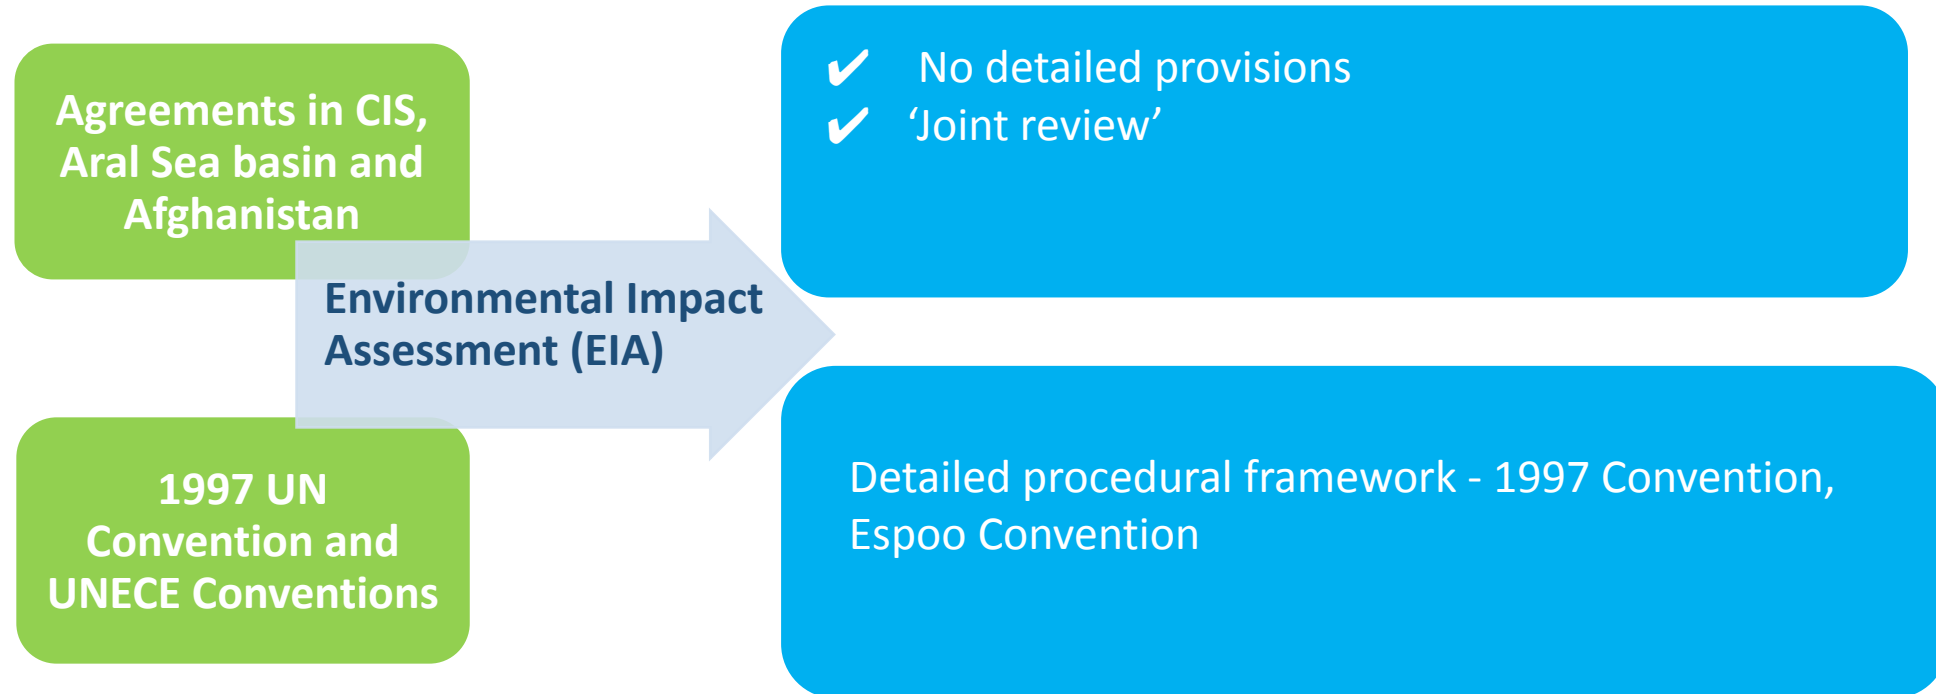 Agreements in CIS,
Aral Sea basin and
Afghanistan
✔ No detailed provisions
✔ ‘Joint review’
Environmental Impact
Assessment (EIA)
1997 UN
Convention and
UNECE Conventions
Detailed procedural framework - 1997 Convention,
Espoo Convention